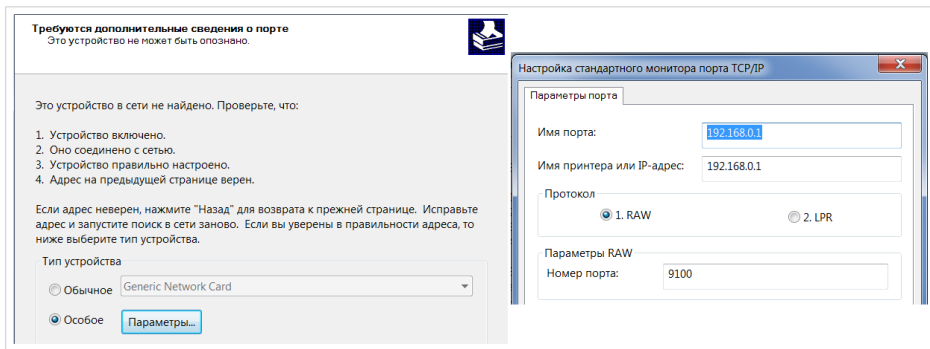 Требуются дополнительные сведения о порте
Это устройство не может быть опознано.
Это устройство в сети не найдено. Проверьте, что:
1. Устройство включено.
2. Оно соединено с сетью.
3. Устройство правильно настроено.
4. Адрес на предыдущей странице верен.
Если адрес неверен, нажмите "Назад" для возврата к прежней странице. Исправьте
адрес и запустите поиск в сети заново. Если вы уверены в правильности адреса, то
ниже выберите тип устройства.
Тип устройства
Обычное Generic Network Card
Особое Параметры...
Настройка стандартного монитора порта TCP/IP
Параметры порта
Имя порта: 192.168.0.1
Имя принтера или IP-адрес: 192.168.0.1
Протокол
1. RAW 2. LPR
Параметры RAW
Номер порта: 9100